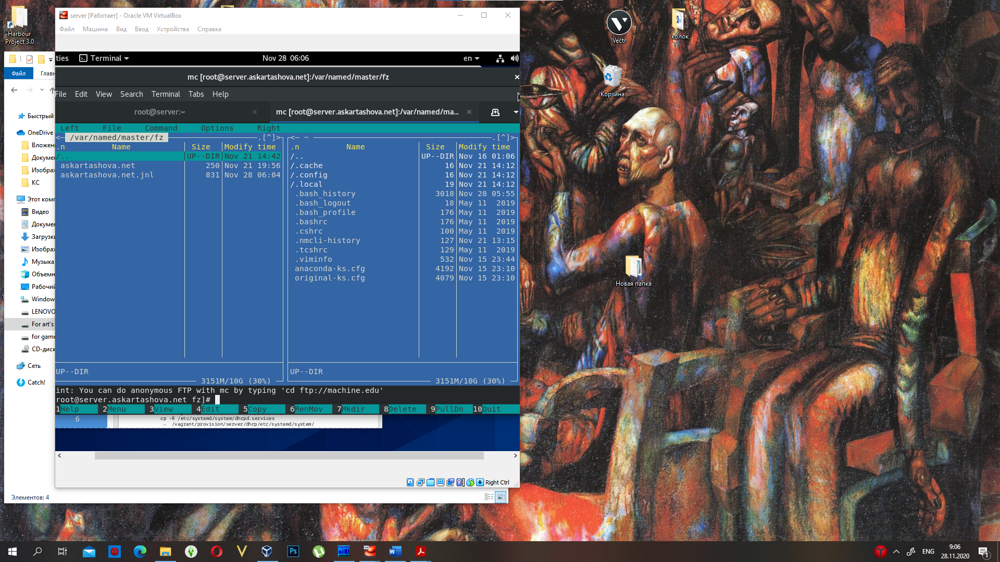 Harbour
Project 3.0
Vectr
колок
Корзина
Новая папка
server [Работает] - Oracle VM VirtualBox
Файл Машина Вид Ввод Устройства Справка
ties Terminal Nov 28 06:06 en
mc [root@server.askartashova.net]:/var/named/master/fz
File Edit View Search Terminal Tabs Help
root@server:~ mc [root@server.askartashova.net]:/var/named/ma...
Left File Command Options Right
/var/named/master/fz .[^]> <- ~ .[^]>
.n Name Size Modify time .n Name Size Modify time
/.. UP--DIR Nov 21 14:42 /.. UP--DIR Nov 16 01:06
askartashova.net 250 Nov 21 19:56 /.cache 16 Nov 21 14:12
askartashova.net.jnl 831 Nov 28 06:04 /.config 16 Nov 21 14:12
/.local 19 Nov 21 14:12
.bash_history 3018 Nov 28 05:55
.bash_logout 18 May 11 2019
.bash_profile 176 May 11 2019
.bashrc 176 May 11 2019
.cshrc 100 May 11 2019
.nmcli-history 127 Nov 21 13:15
.tcshrc 129 May 11 2019
.viminfo 532 Nov 15 23:44
anaconda-ks.cfg 4192 Nov 15 23:10
original-ks.cfg 4079 Nov 15 23:10
UP--DIR UP--DIR
3151M/10G (30%) 3151M/10G (30%)
int: You can do anonymous FTP with mc by typing 'cd ftp://machine.edu'
root@server.askartashova.net fz]#
1Help 2Menu 3View 4Edit 5Copy 6RenMov 7Mkdir 8Delete 9PullDn 10Quit
6
cp -R /etc/systemd/system/dhcpd.services
/vagrant/provision/server/dhcp/etc/systemd/system/
Right Ctrl
Файл Главн
Быстрый
OneDrive
Вложен
Докумен
Изображ
КС
Этот комп
Видео
Докумен
Загрузки
Изображ
Музыка
Объемн
Рабочий
Windows
LENOVO
For art's
for game
CD-диск
Сеть
Catch!
Элементов: 4
Ps
ENG
9:06
28.11.2020
1